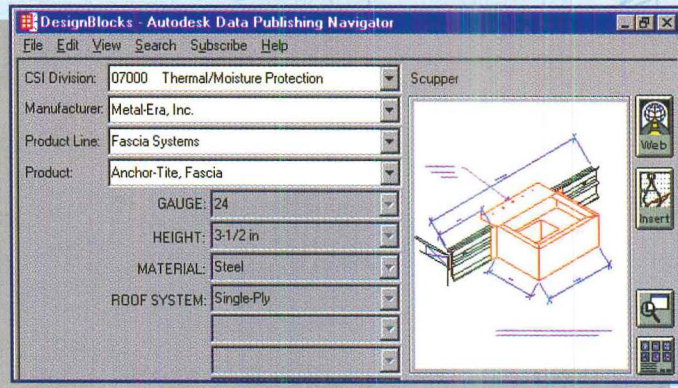 DesignBlocks - Autodesk Data Publishing Navigator
File Edit View Search Subscribe Help
CSI Division: 07000 Thermal/Moisture Protection
Scupper
Manufacturer: Metal-Era, Inc.
Web
Product Line: Fascia Systems
Product: Anchor-Tite, Fascia
Insert
GAUGE: 24
HEIGHT: 3-1/2 in
MATERIAL: Steel
ROOF SYSTEM: Single-Ply